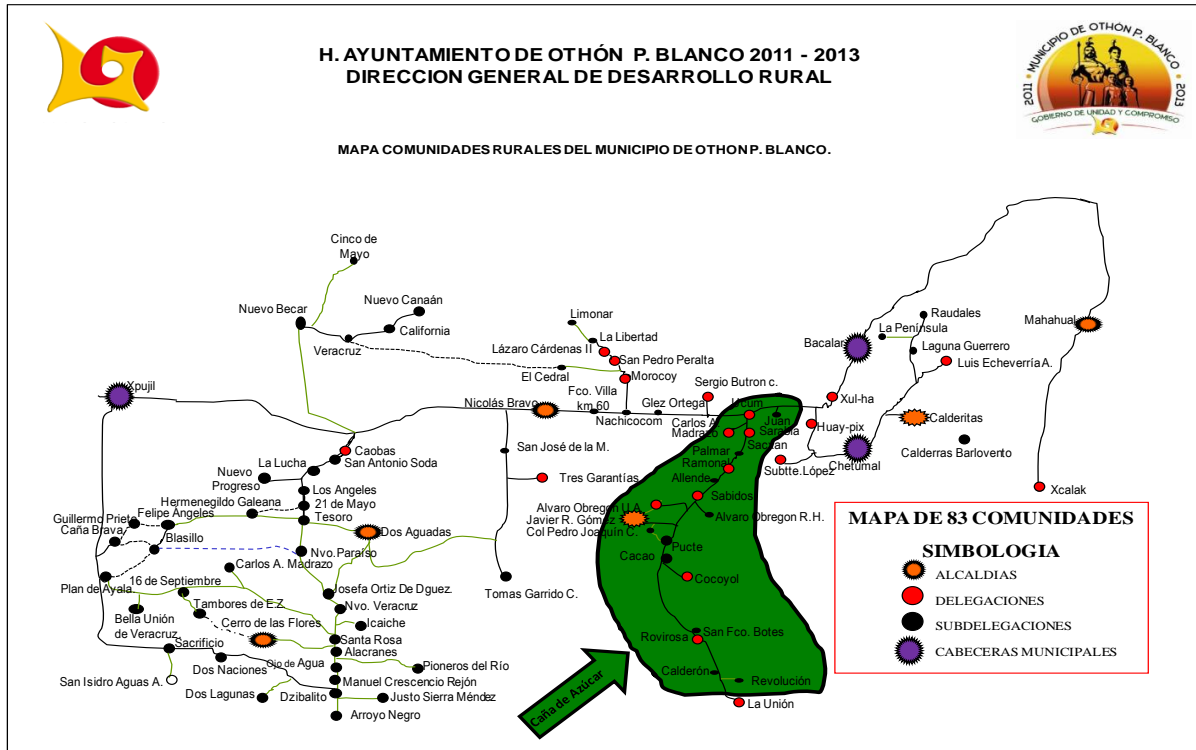 H. AYUNTAMIENTO DE OTHÓN P. BLANCO 2011 - 2013
DIRECCION GENERAL DE DESARROLLO RURAL
MUNICIPIO DE OTHÓN P. BLANCO
2011
2013
GOBIERNO DE UNIDAD Y COMPROMISO
MAPA COMUNIDADES RURALES DEL MUNICIPIO DE OTHON P. BLANCO.
Cinco de
Mayo
Nuevo Becar
Nuevo Canaán
California
Veracruz
Limonar
La Libertad
Lázaro Cárdenas II
San Pedro Peralta
El Cedral
Morocoy
Raudales
La Península
Mahahual
Bacalar
Laguna Guerrero
Luis Echeverría A.
Xpujil
Nicolás Bravo
Fco. Villa
km 60
Nachicocom
Glez Ortega
Sergio Butron c.
Carlos A.
Madrazo
Ucum
Juan
Sarabia
Sacxan
Xul-ha
Huay-pix
Calderitas
Chetumal
Calderras Barlovento
Subtte.López
Palmar
Ramonal
Allende
Xcalak
Caobas
San Antonio Soda
La Lucha
Nuevo
Progreso
San José de la M.
Tres Garantías
Los Angeles
21 de Mayo
Tesoro
Hermenegildo Galeana
Felipe Angeles
Guillermo Prieto
Caña Brava
Blasillo
Dos Aguadas
Sabidos
Alvaro Obregon U.A.
Alvaro Obregon R.H.
Javier R. Gómez
Col Pedro Joaquín C.
Pucte
Cacao
Cocoyol
Nvo.Paraíso
Carlos A. Madrazo
Plan de Ayala.
16 de Septiembre
Josefa Ortiz De Dguez.
Tomas Garrido C.
Bella Unión
de Veracruz
Tambores de E.Z.
Nvo. Veracruz
Icaiche
Cerro de las Flores
Sacrificio
Santa Rosa
Alacranes
Dos Naciones
Ojo de Agua
Pioneros del Río
San Isidro Aguas A.
Manuel Crescencio Rejón
Dos Lagunas
Dzibalito
Justo Sierra Méndez
Arroyo Negro
San Fco. Botes
Rovirosa
Calderón
Revolución
La Unión
Caña de Azúcar
MAPA DE 83 COMUNIDADES
SIMBOLOGIA
ALCALDIAS
DELEGACIONES
SUBDELEGACIONES
CABECERAS MUNICIPALES